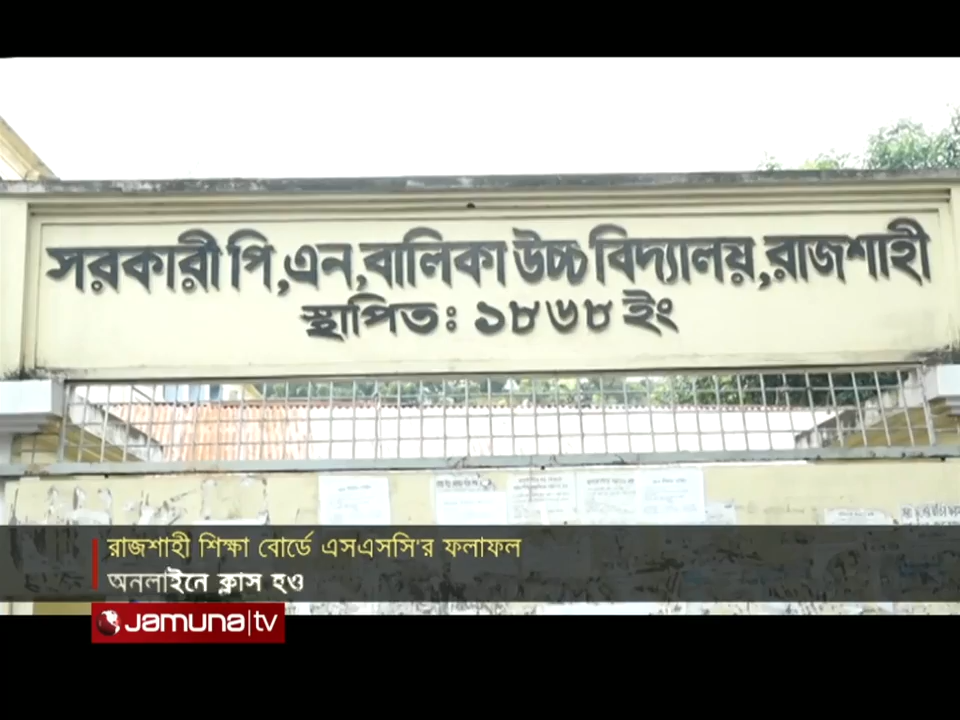 সরকারী পি,এন,বালিকা উচ্চ বিদ্যালয়,রাজশাহী
স্থাপিতঃ ১৮৬৮ ইং
রাজশাহী শিক্ষা বোর্ডে এসএসসি'র ফলাফল
অনলাইনে ক্লাস হও
Jamuna|tv